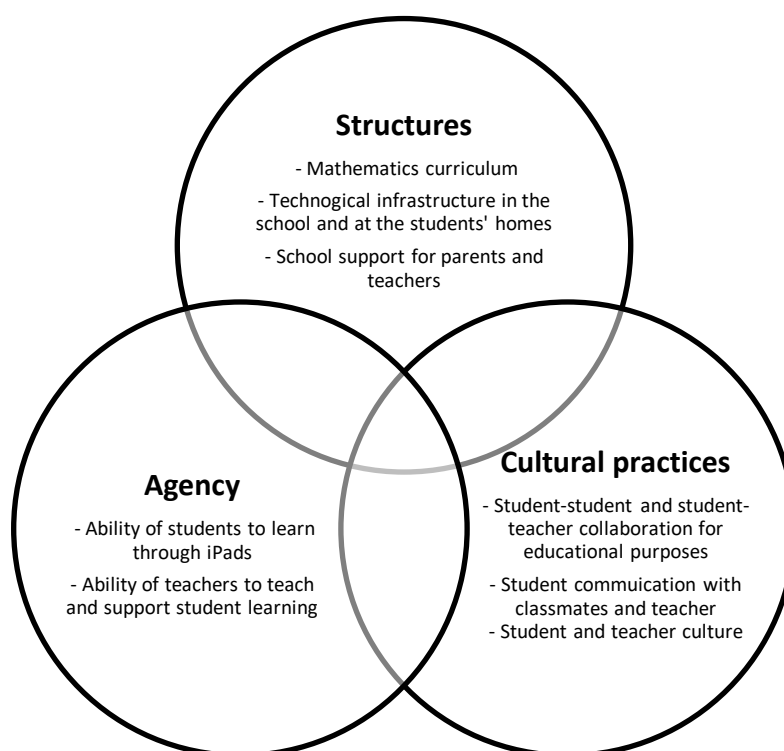 Structures
- Mathematics curriculum
- Technogical infrastructure in the
school and at the students' homes
- School support for parents and
teachers
Agency
- Ability of students to learn
through iPads
- Ability of teachers to teach
and support student learning
Cultural practices
- Student-student and student-
teacher collaboration for
educational purposes
- Student commuication with
classmates and teacher
- Student and teacher culture